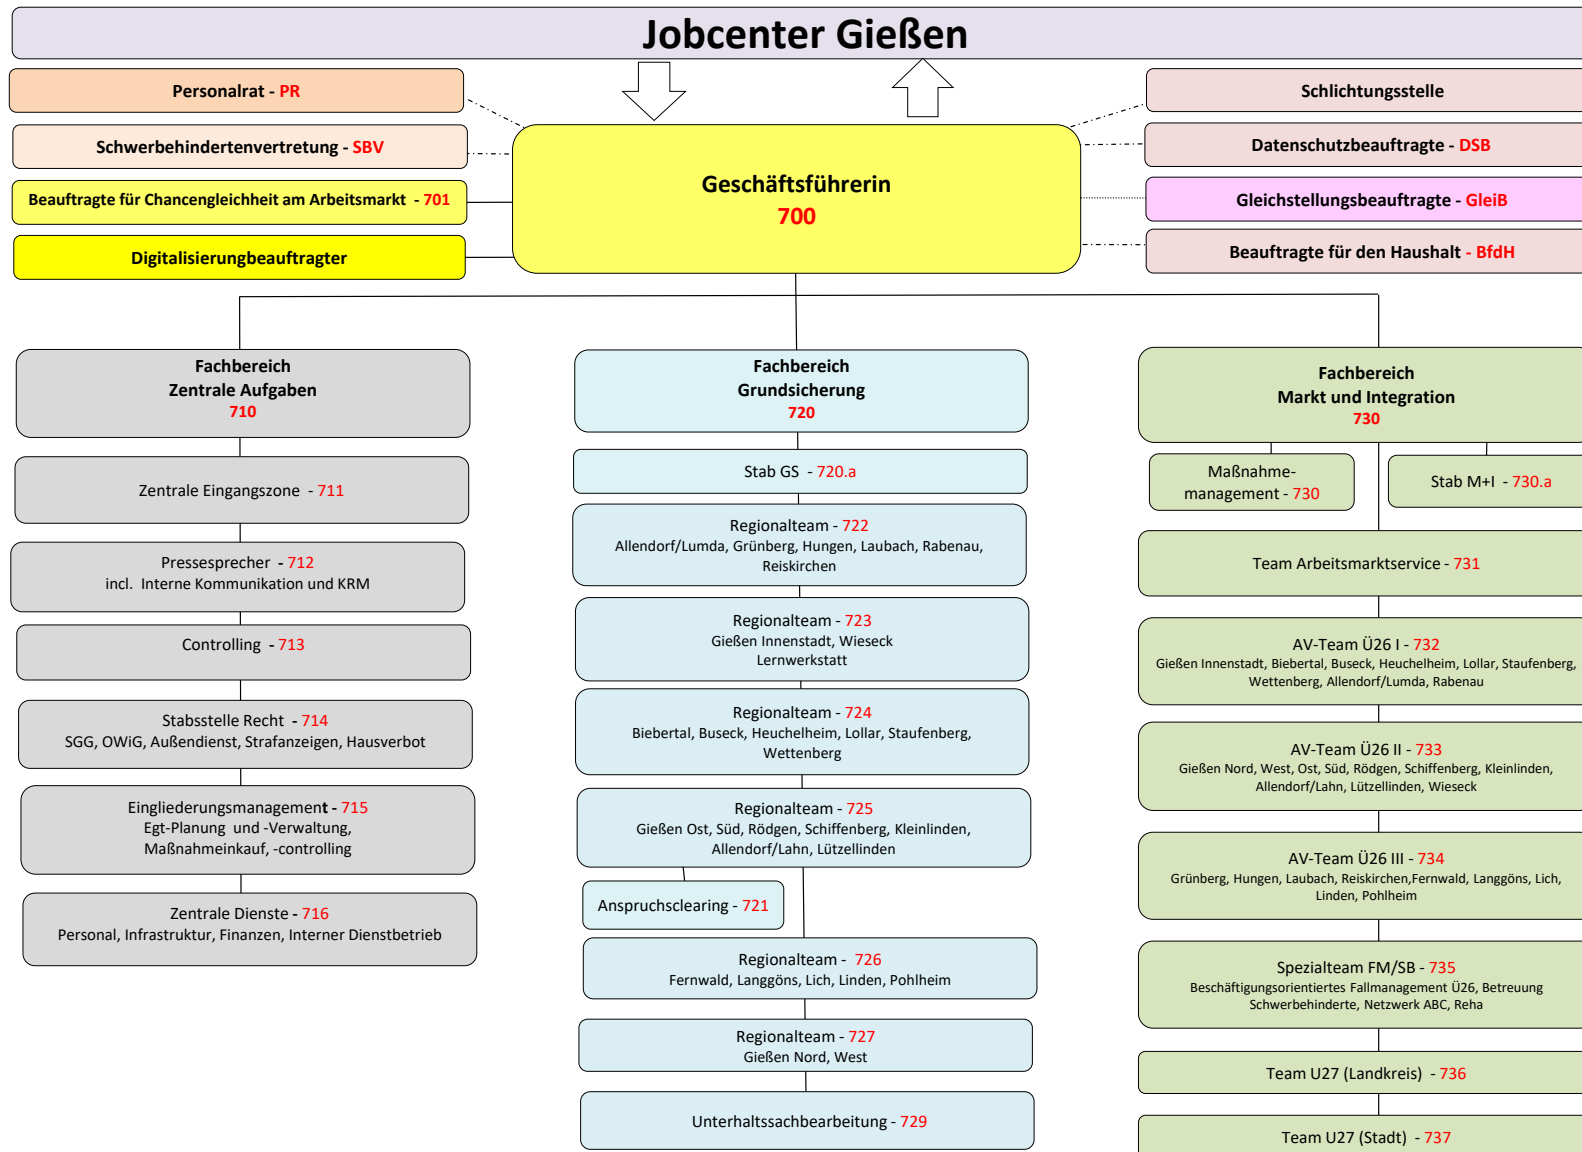 Jobcenter Gießen
Personalrat - PR
Schwerbehindertenvertretung - SBV
Beauftragte für Chancengleichheit am Arbeitsmarkt - 701
Digitalisierungbeauftragter
Geschäftsführerin
700
Schlichtungsstelle
Datenschutzbeauftragte - DSB
Gleichstellungsbeauftragte - GleiB
Beauftragte für den Haushalt - BfdH
Fachbereich
Zentrale Aufgaben
710
Zentrale Eingangszone - 711
Pressesprecher - 712
incl. Interne Kommunikation und KRM
Controlling - 713
Stabsstelle Recht - 714
SGG, OWiG, Außendienst, Strafanzeigen, Hausverbot
Eingliederungsmanagement - 715
Egt-Planung und -Verwaltung,
Maßnahmeinkauf, -controlling
Zentrale Dienste - 716
Personal, Infrastruktur, Finanzen, Interner Dienstbetrieb
Fachbereich
Grundsicherung
720
Stab GS - 720.a
Regionalteam - 722
Allendorf/Lumda, Grünberg, Hungen, Laubach, Rabenau,
Reiskirchen
Regionalteam - 723
Gießen Innenstadt, Wieseck
Lernwerkstatt
Regionalteam - 724
Biebertal, Buseck, Heuchelheim, Lollar, Staufenberg,
Wettenberg
Regionalteam - 725
Gießen Ost, Süd, Rödgen, Schiffenberg, Kleinlinden,
Allendorf/Lahn, Lützellinden
Anspruchsclearing - 721
Regionalteam - 726
Fernwald, Langgöns, Lich, Linden, Pohlheim
Regionalteam - 727
Gießen Nord, West
Unterhaltssachbearbeitung - 729
Fachbereich
Markt und Integration
730
Maßnahme-
management - 730
Stab M+I - 730.a
Team Arbeitsmarktservice - 731
AV-Team Ü26 I - 732
Gießen Innenstadt, Biebertal, Buseck, Heuchelheim, Lollar, Staufenberg,
Wettenberg, Allendorf/Lumda, Rabenau
AV-Team Ü26 II - 733
Gießen Nord, West, Ost, Süd, Rödgen, Schiffenberg, Kleinlinden,
Allendorf/Lahn, Lützellinden, Wieseck
AV-Team Ü26 III - 734
Grünberg, Hungen, Laubach, Reiskirchen,Fernwald, Langgöns, Lich,
Linden, Pohlheim
Spezialteam FM/SB - 735
Beschäftigungsorientiertes Fallmanagement Ü26, Betreuung
Schwerbehinderte, Netzwerk ABC, Reha
Team U27 (Landkreis) - 736
Team U27 (Stadt) - 737